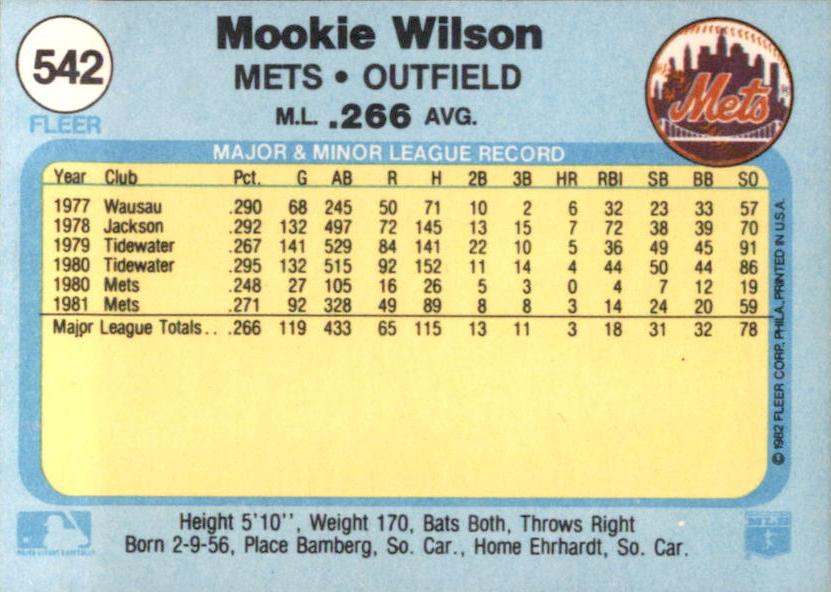 542
FLEER
Mookie Wilson
METS • OUTFIELD
M.L. .266 AVG.
Mets
MAJOR & MINOR LEAGUE RECORD
Year Club Pct. G AB R H 2B 3B HR RBI SB BB SO
1977 Wausau .290 68 245 50 71 10 2 6 32 23 33 57
1978 Jackson .292 132 497 72 145 13 15 7 72 38 39 70
1979 Tidewater .267 141 529 84 141 22 10 5 36 49 45 91
1980 Tidewater .295 132 515 92 152 11 14 4 44 50 44 86
1980 Mets .248 27 105 16 26 5 3 0 4 7 12 19
1981 Mets .271 92 328 49 89 8 8 3 14 24 20 59
Major League Totals . . .266 119 433 65 115 13 11 3 18 31 32 78
© 1982 FLEER CORP., PHILA., PRINTED IN U.S.A.
Height 5'10'', Weight 170, Bats Both, Throws Right
Born 2-9-56, Place Bamberg, So. Car., Home Ehrhardt, So. Car.
MAJOR LEAGUE BASEBALL